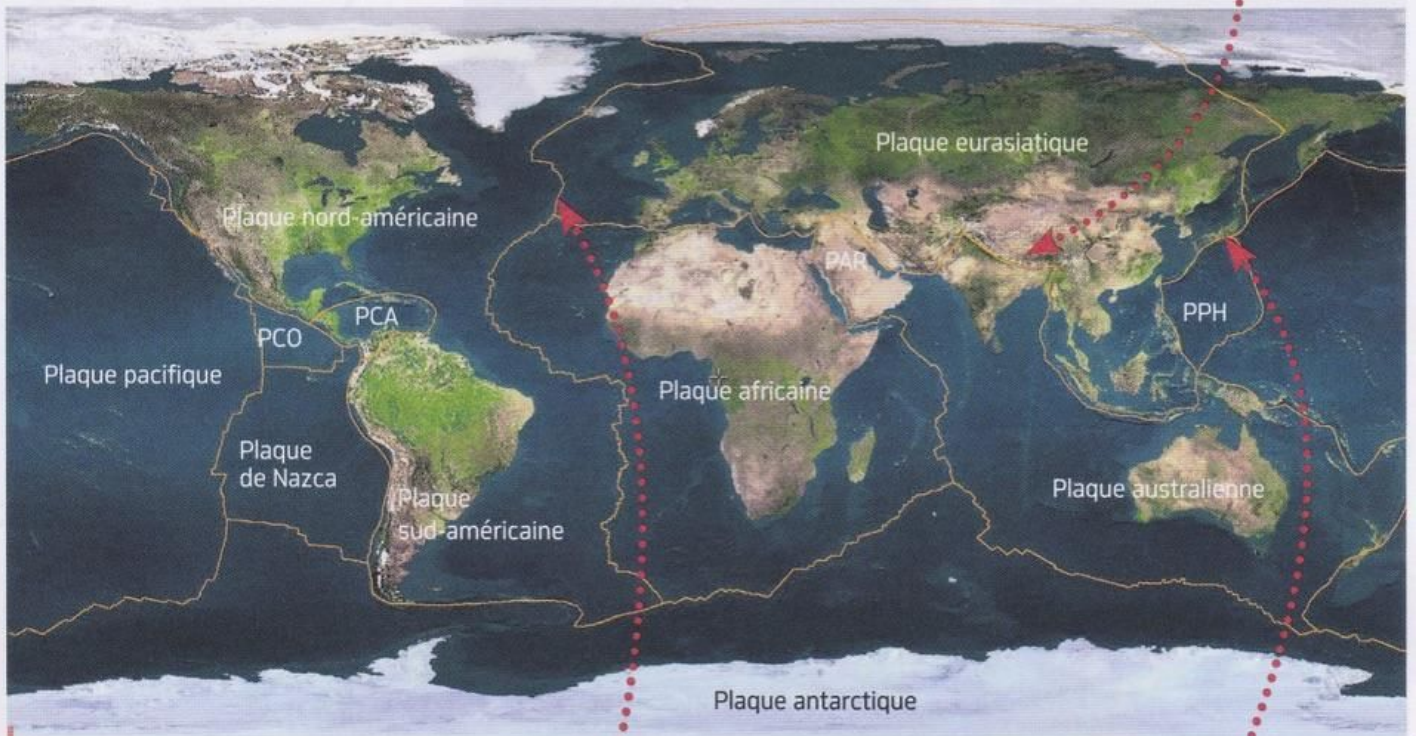 Plaque eurasiatique
Plaque nord-américaine
PAR
PCA
PCO
PPH
Plaque pacifique
Plaque africaine
Plaque
de Nazca
Plaque
sud-américaine
Plaque australienne
Plaque antarctique